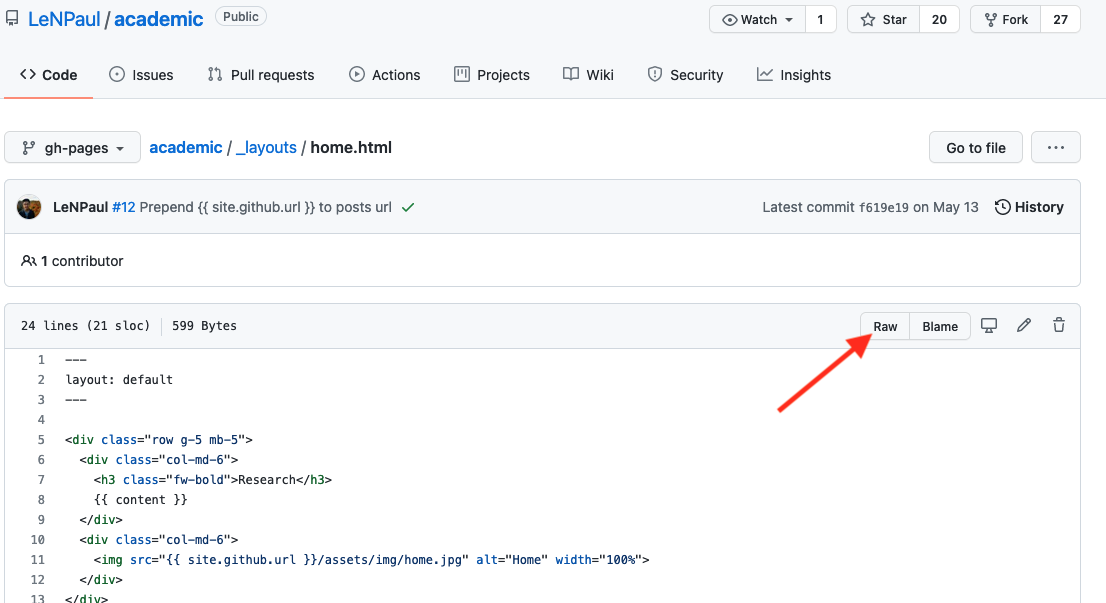 LeNPaul / academic Public Watch 1 Star 20 Fork 27
Code Issues Pull requests Actions Projects Wiki Security Insights
gh-pages academic / _layouts / home.html Go to file ...
LeNPaul #12 Prepend {{ site.github.url }} to posts url Latest commit f619e19 on May 13 History
1 contributor
24 lines (21 sloc) 599 Bytes Raw Blame
1 ---
2 layout: default
3 ---
4
5 <div class="row g-5 mb-5">
6 <div class="col-md-6">
7 <h3 class="fw-bold">Research</h3>
8 {{ content }}
9 </div>
10 <div class="col-md-6">
11 <img src="{{ site.github.url }}/assets/img/home.jpg" alt="Home" width="100%">
12 </div>
13 </div>